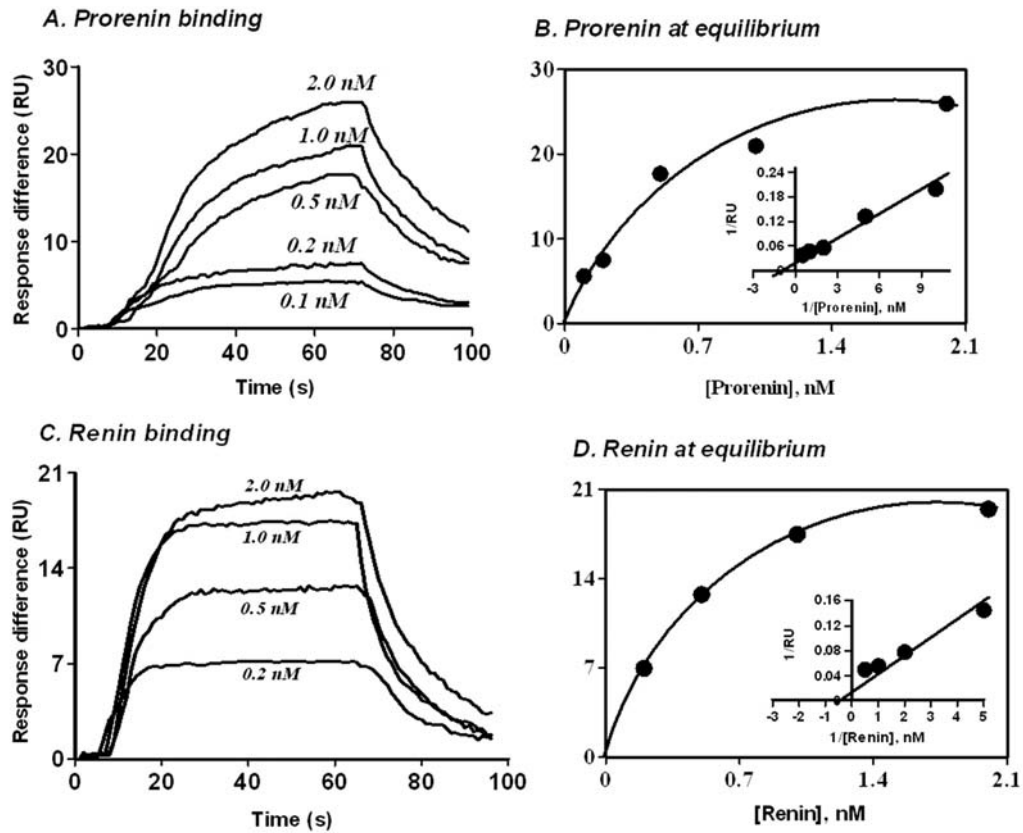 A. Prorenin binding
Response difference (RU)
30
20
10
0
2.0 nM
1.0 nM
0.5 nM
0.2 nM
0.1 nM
0 20 40 60 80 100
Time (s)
B. Prorenin at equilibrium
30
20
10
0
0 0.7 1.4 2.1
[Prorenin], nM
1/RU
0.24
0.18
0.12
0.06
0
-3 0 3 6 9
1/[Prorenin], nM
C. Renin binding
Response difference (RU)
21
14
7
0
2.0 nM
1.0 nM
0.5 nM
0.2 nM
0 20 40 60 80 100
Time (s)
D. Renin at equilibrium
21
14
7
0
0 0.7 1.4 2.1
[Renin], nM
1/RU
0.16
0.12
0.08
0.04
0
-3 -2 -1 0 1 2 3 4 5
1/[Renin], nM